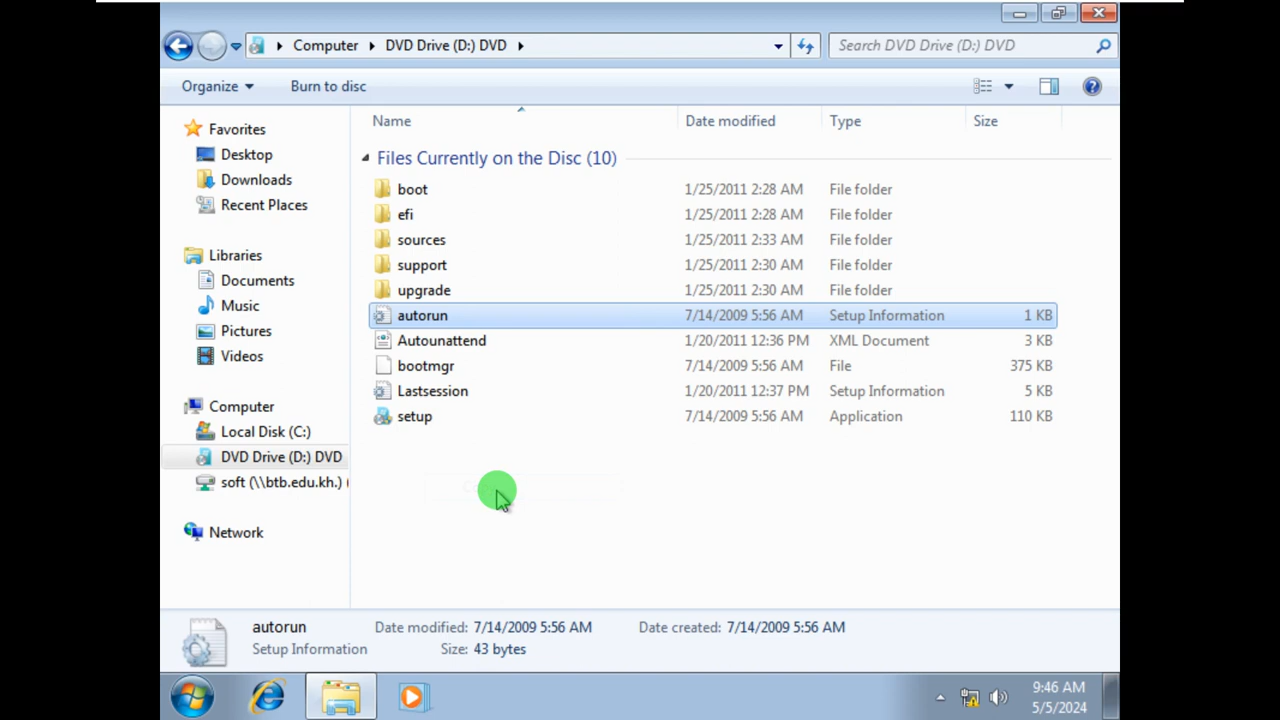 Computer DVD Drive (D:) DVD Search DVD Drive (D:) DVD
Organize Burn to disc
Name Date modified Type Size
Favorites
Desktop
Downloads
Recent Places
Libraries
Documents
Music
Pictures
Videos
Computer
Local Disk (C:)
DVD Drive (D:) DVD
soft (\\btb.edu.kh.) (
Network
Files Currently on the Disc (10)
boot 1/25/2011 2:28 AM File folder
efi 1/25/2011 2:28 AM File folder
sources 1/25/2011 2:33 AM File folder
support 1/25/2011 2:30 AM File folder
upgrade 1/25/2011 2:30 AM File folder
autorun 7/14/2009 5:56 AM Setup Information 1 KB
Autounattend 1/20/2011 12:36 PM XML Document 3 KB
bootmgr 7/14/2009 5:56 AM File 375 KB
Lastsession 1/20/2011 12:37 PM Setup Information 5 KB
setup 7/14/2009 5:56 AM Application 110 KB
autorun Date modified: 7/14/2009 5:56 AM Date created: 7/14/2009 5:56 AM
Setup Information Size: 43 bytes
9:46 AM
5/5/2024